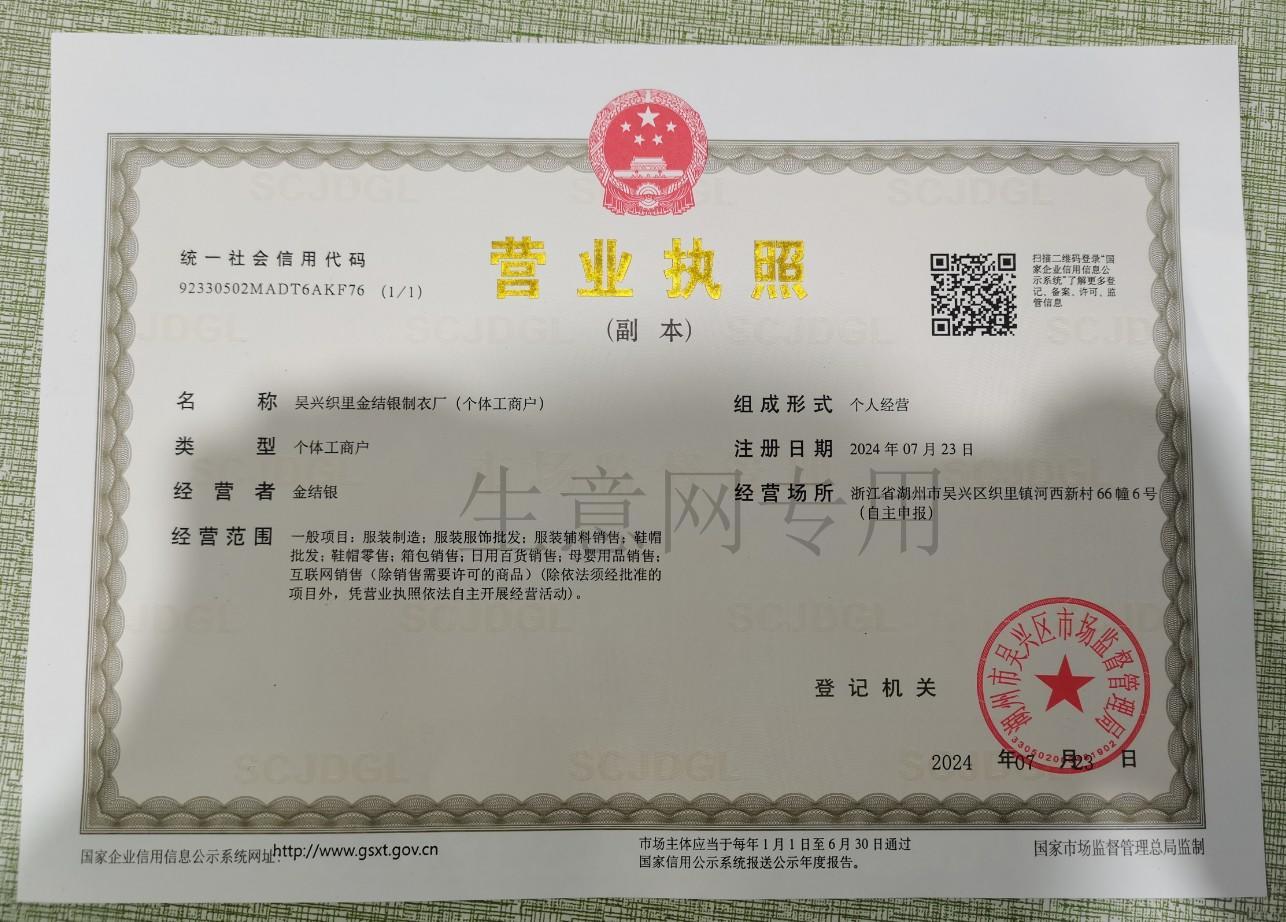 统一社会信用代码
92330502MADT6AKF76 (1/1)
营业执照
(副 本)
扫描二维码登录“国
家企业信用信息公
示系统”了解更多登
记、备案、许可、监
管信息
名 称 吴兴织里金结银制衣厂（个体工商户）
类 型 个体工商户
经 营 者 金结银
经营范围 一般项目：服装制造；服装服饰批发；服装辅料销售；鞋帽
批发；鞋帽零售；箱包销售；日用百货销售；母婴用品销售；
互联网销售（除销售需要许可的商品）(除依法须经批准的
项目外，凭营业执照依法自主开展经营活动)。
组成形式 个人经营
注册日期 2024 年 07 月 23 日
经营场所 浙江省湖州市吴兴区织里镇河西新村 66 幢 6 号
（自主申报）
生意网专用
登记机关
湖州市吴兴区市场监督管理局
2024 年07 月23 日
国家企业信用信息公示系统网址：http://www.gsxt.gov.cn
市场主体应当于每年 1 月 1 日至 6 月 30 日通过
国家信用公示系统报送公示年度报告。
国家市场监督管理总局监制
SCJDGL